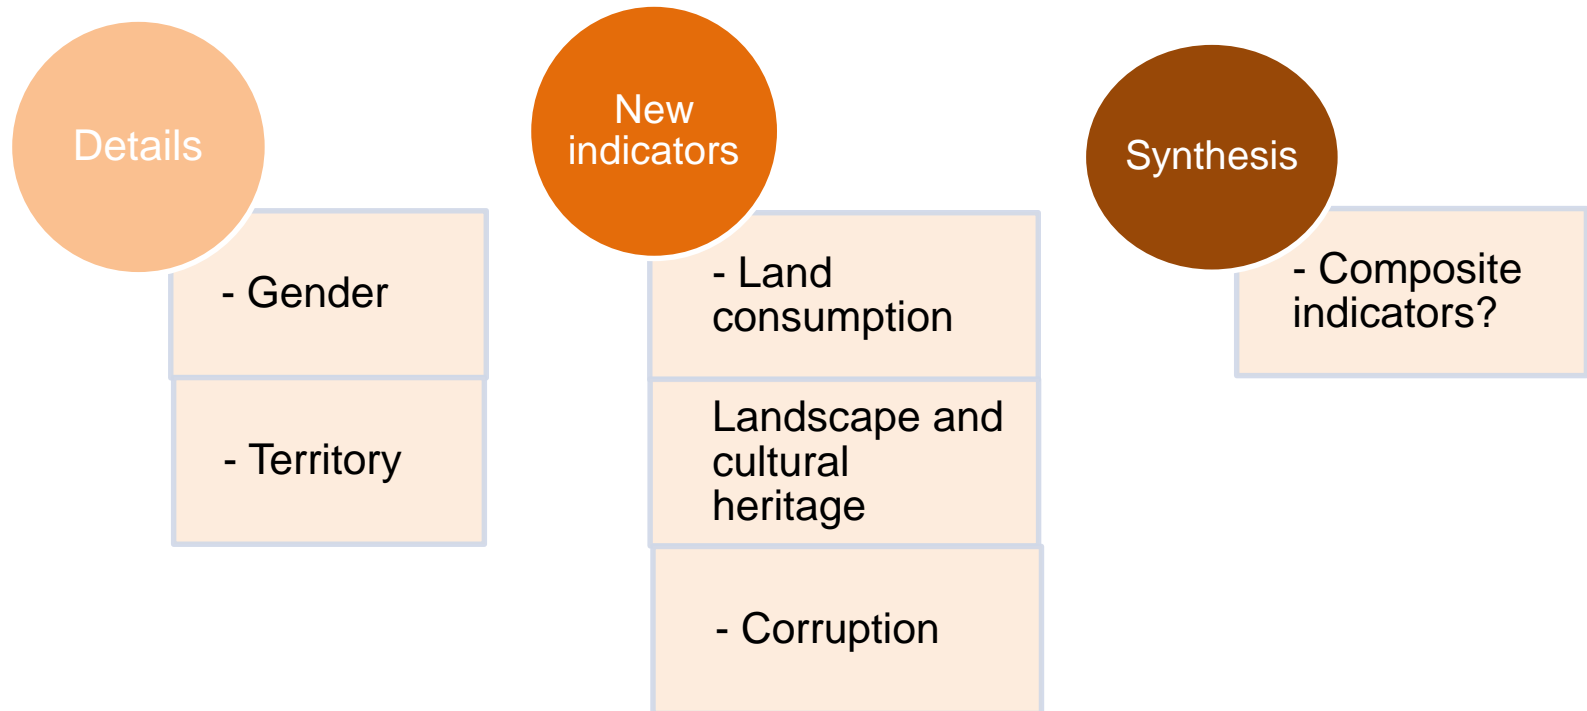 Details
- Gender
- Territory
New
indicators
- Land
consumption
Landscape and
cultural
heritage
- Corruption
Synthesis
- Composite
indicators?